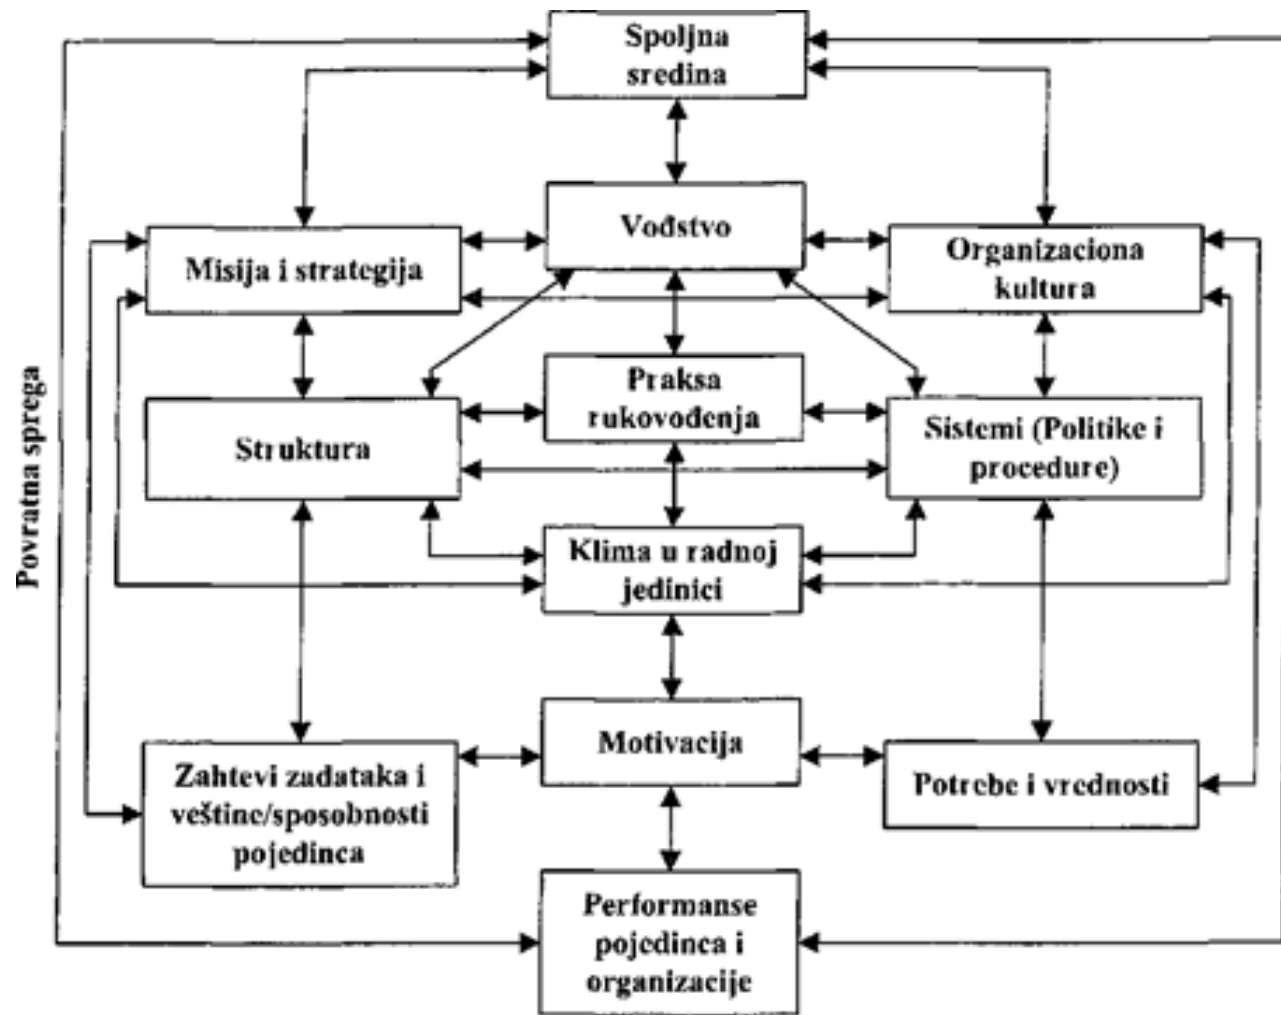 Spoljna
sredina
Vođstvo
Misija i strategija
Organizaciona
kultura
Praksa
rukovođenja
Struktura
Sistemi (Politike i
procedure)
Povratna sprega
Klima u radnoj
jedinici
Motivacija
Zahtevi zadataka i
veštine/sposobnosti
pojedinca
Potrebe i vrednosti
Performanse
pojedinca i
organizacije